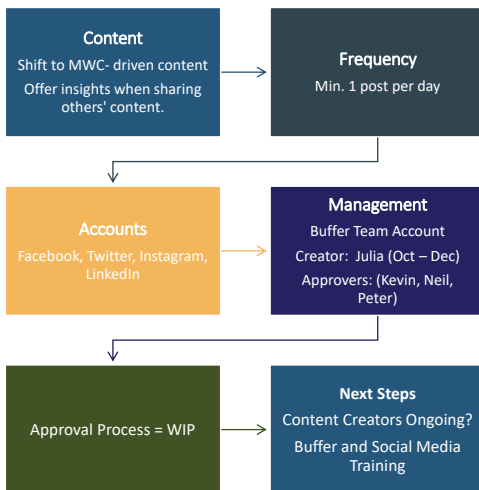 Content
Shift to MWC- driven content
Offer insights when sharing
others' content.
Frequency
Min. 1 post per day
Accounts
Facebook, Twitter, Instagram,
LinkedIn
Management
Buffer Team Account
Creator: Julia (Oct – Dec)
Approvers: (Kevin, Neil,
Peter)
Approval Process = WIP
Next Steps
Content Creators Ongoing?
Buffer and Social Media
Training